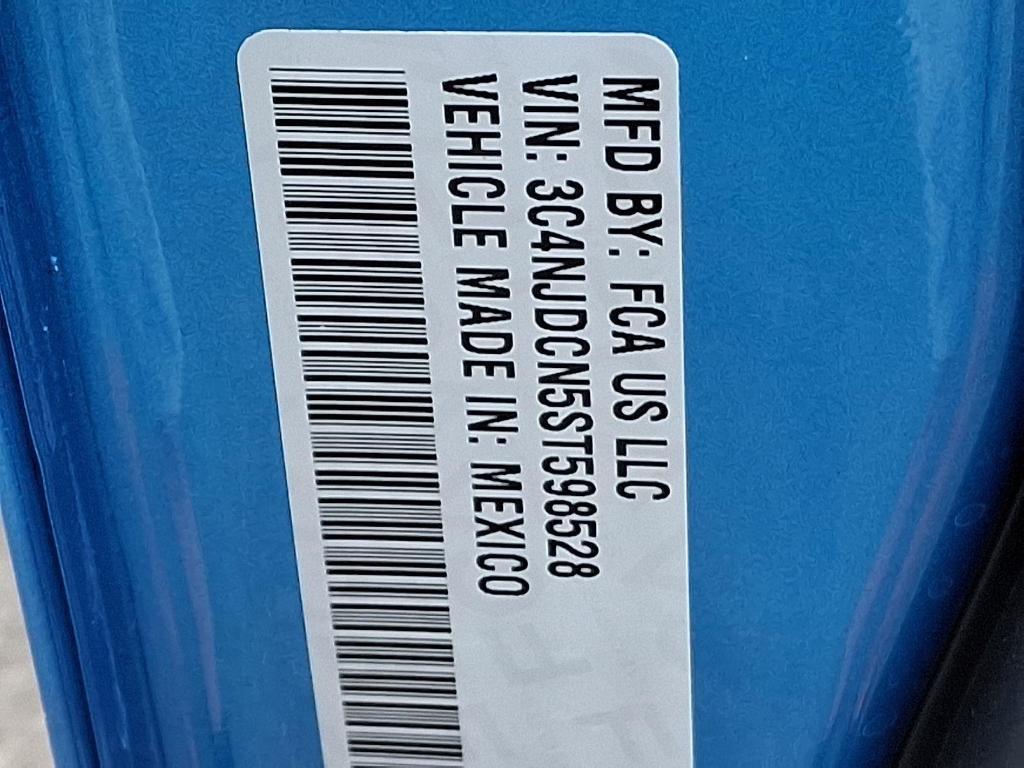 MFD BY: FCA US LLC
VIN: 3C4NJDCN5ST598528
VEHICLE MADE IN: MEXICO